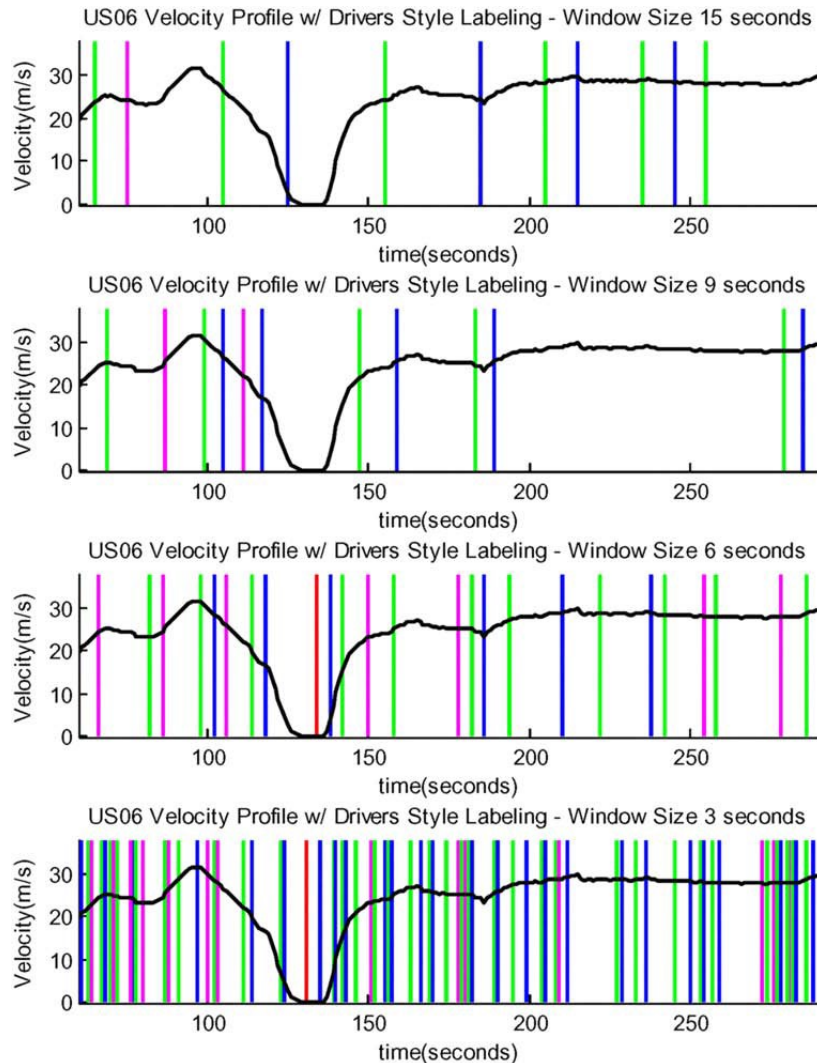 US06 Velocity Profile w/ Drivers Style Labeling - Window Size 15 seconds
Velocity(m/s)
30
20
10
0
100 150 200 250
time(seconds)
US06 Velocity Profile w/ Drivers Style Labeling - Window Size 9 seconds
Velocity(m/s)
30
20
10
0
100 150 200 250
time(seconds)
US06 Velocity Profile w/ Drivers Style Labeling - Window Size 6 seconds
Velocity(m/s)
30
20
10
0
100 150 200 250
time(seconds)
US06 Velocity Profile w/ Drivers Style Labeling - Window Size 3 seconds
Velocity(m/s)
30
20
10
0
100 150 200 250
time(seconds)